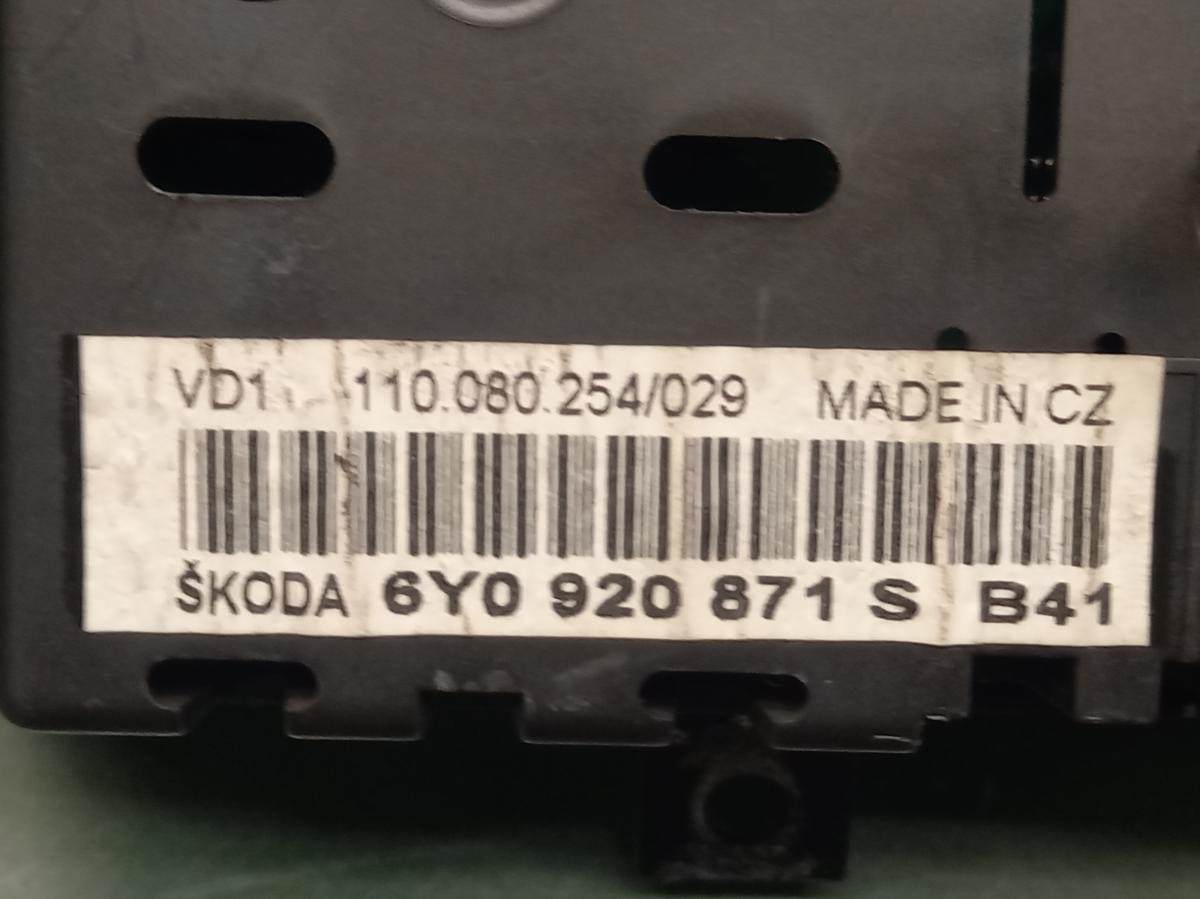 VD1 110.080.254/029 MADE IN CZ
ŠKODA 6Y0 920 871 S B41